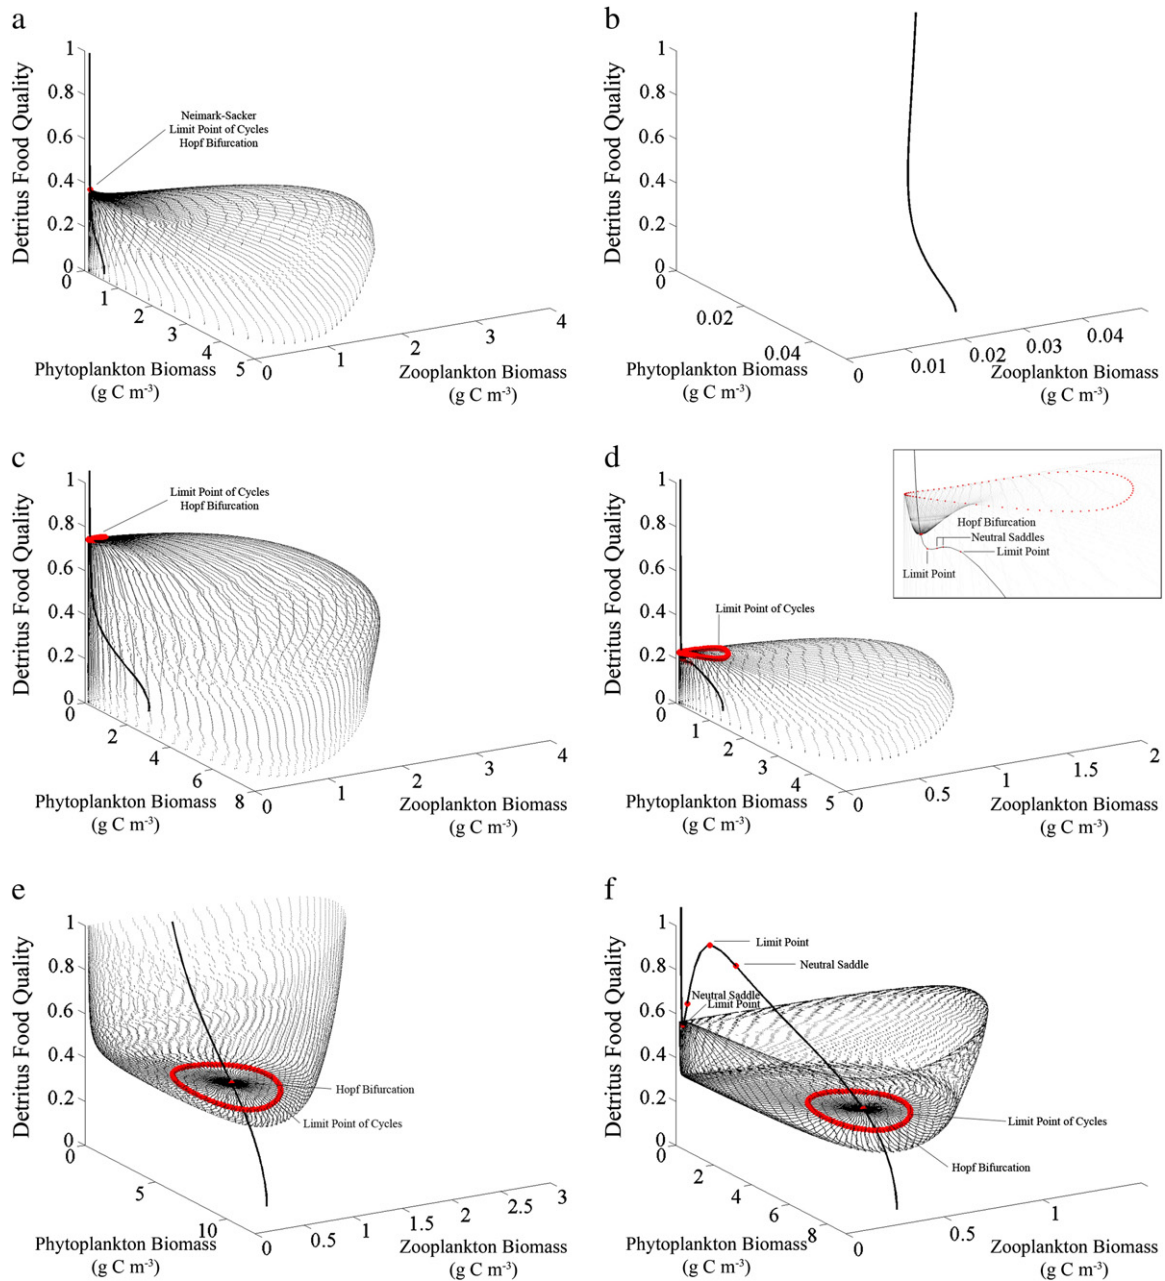 a
Detritus Food Quality
1
0.8
0.6
0.4
0.2
0
0
1
2
3
4
5
0
1
2
3
4
Neimark-Sacker
Limit Point of Cycles
Hopf Bifurcation
Phytoplankton Biomass
(g C m-3)
Zooplankton Biomass
(g C m-3)
b
Detritus Food Quality
1
0.8
0.6
0.4
0.2
0
0
0.02
0.04
0
0.01
0.02
0.03
0.04
Phytoplankton Biomass
(g C m-3)
Zooplankton Biomass
(g C m-3)
c
Detritus Food Quality
1
0.8
0.6
0.4
0.2
0
0
2
4
6
8
0
1
2
3
4
Limit Point of Cycles
Hopf Bifurcation
Phytoplankton Biomass
(g C m-3)
Zooplankton Biomass
(g C m-3)
d
Detritus Food Quality
1
0.8
0.6
0.4
0.2
0
0
1
2
3
4
5
0
0.5
1
1.5
2
Hopf Bifurcation
Neutral Saddles
Limit Point
Limit Point
Limit Point of Cycles
Phytoplankton Biomass
(g C m-3)
Zooplankton Biomass
(g C m-3)
e
Detritus Food Quality
1
0.8
0.6
0.4
0.2
0
0
5
10
0
0.5
1
1.5
2
2.5
3
Hopf Bifurcation
Limit Point of Cycles
Phytoplankton Biomass
(g C m-3)
Zooplankton Biomass
(g C m-3)
f
Detritus Food Quality
1
0.8
0.6
0.4
0.2
0
0
2
4
6
8
0
0.5
1
Limit Point
Neutral Saddle
Neutral Saddle
Limit Point
Limit Point of Cycles
Hopf Bifurcation
Phytoplankton Biomass
(g C m-3)
Zooplankton Biomass
(g C m-3)